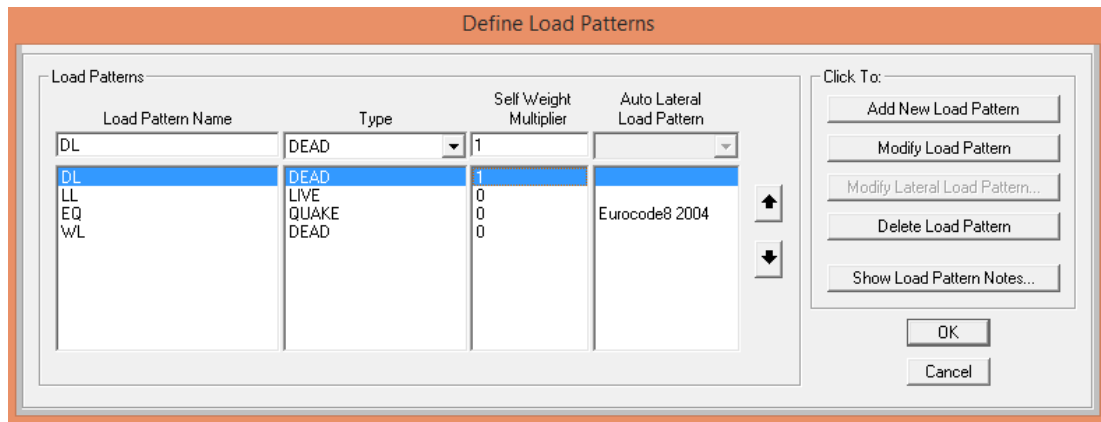 Define Load Patterns
Load Patterns
Click To:
Load Pattern Name Type Self Weight Multiplier Auto Lateral Load Pattern
DL DEAD 1
DL DEAD 1
LL LIVE 0
EQ QUAKE 0 Eurocode8 2004
WL DEAD 0
Add New Load Pattern
Modify Load Pattern
Modify Lateral Load Pattern...
Delete Load Pattern
Show Load Pattern Notes...
OK
Cancel